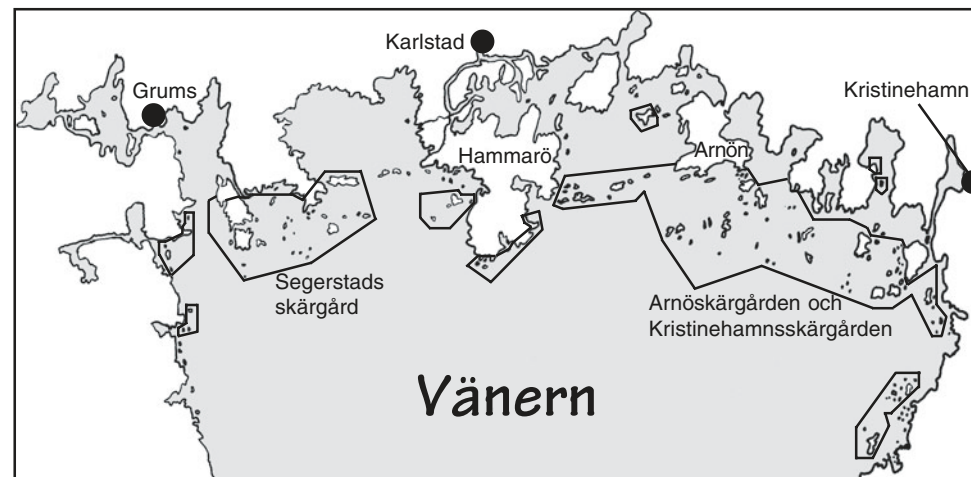 Karlstad
Grums
Kristinehamn
Hammarö
Arnön
Segerstads
skärgård
Arnöskärgården och
Kristinehamnsskärgården
Vänern